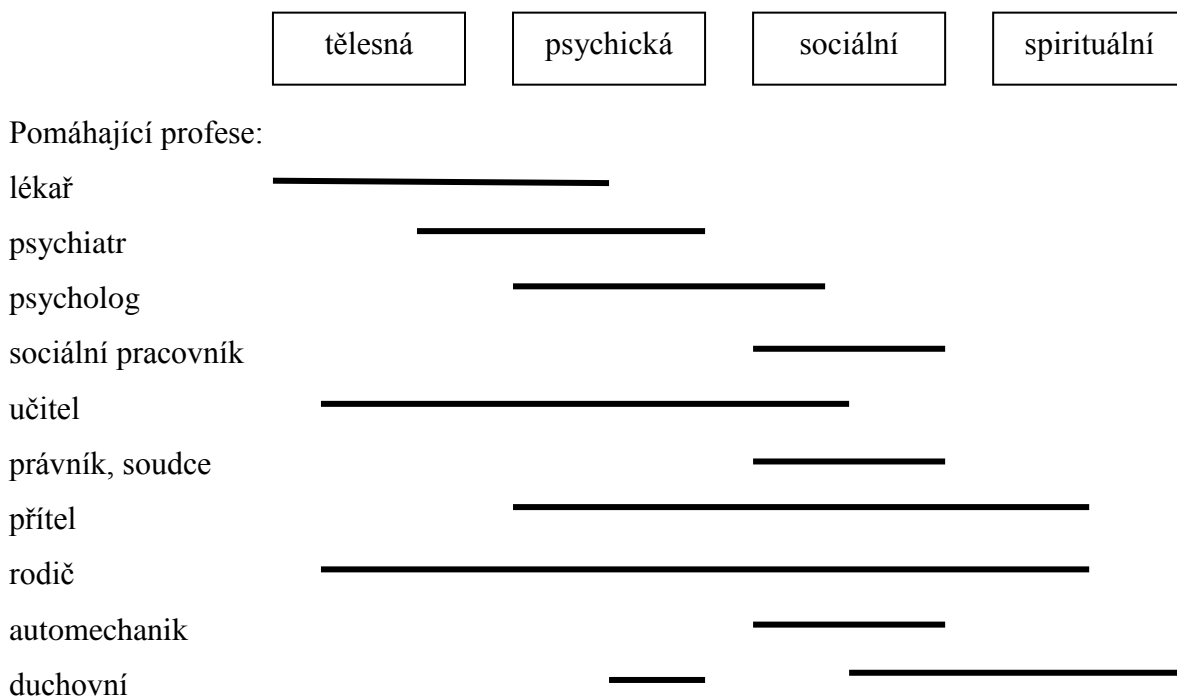 tělesná psychická sociální spirituální
Pomáhající profese:
lékař
psychiatr
psycholog
sociální pracovník
učitel
právník, soudce
přítel
rodič
automechanik
duchovní